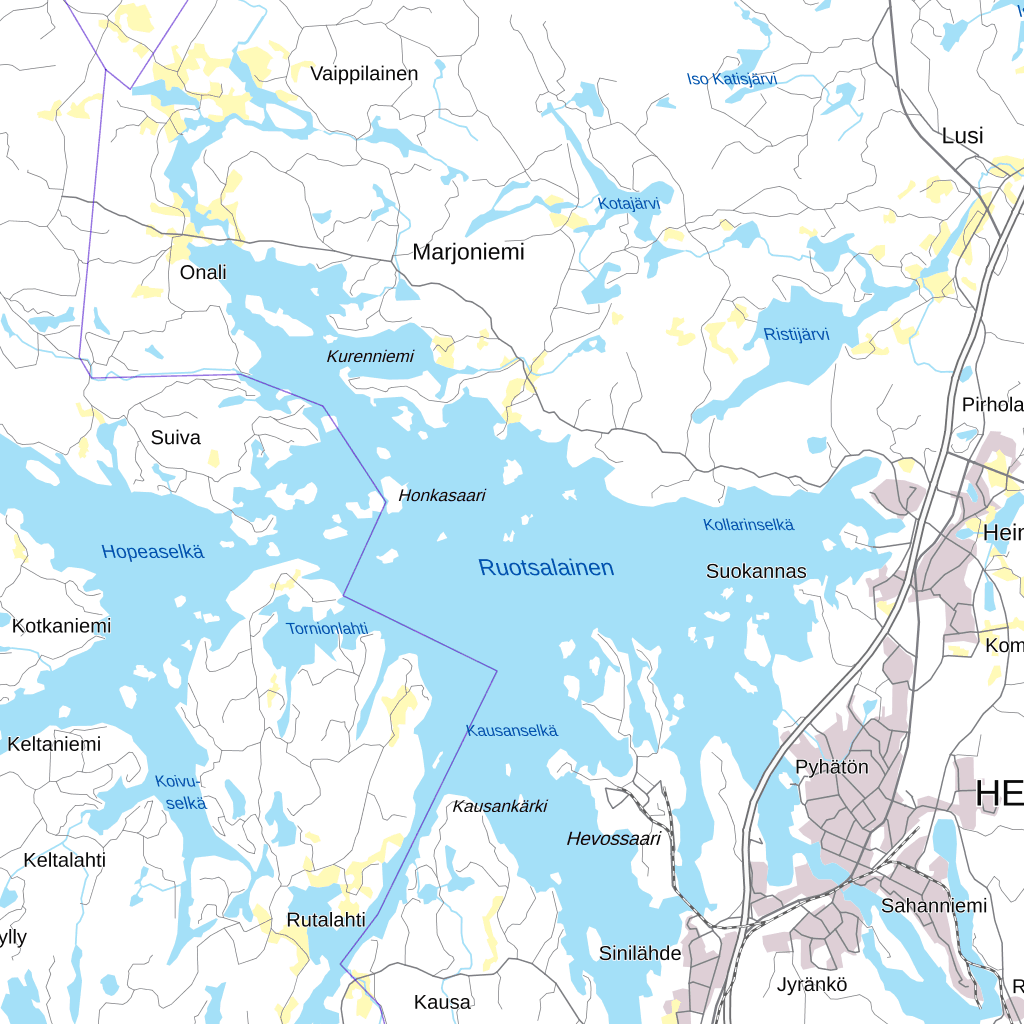 Vaippilainen
Iso Katisjärvi
Lusi
Kotajärvi
Marjoniemi
Onali
Ristijärvi
Kurenniemi
Pirhola
Suiva
Honkasaari
Kollarinselkä
Hein
Hopeaselkä
Ruotsalainen
Suokannas
Kotkaniemi
Tornionlahti
Kom
Kausanselkä
Keltaniemi
Pyhätön
Koivu-
selkä
HE
Kausankärki
Hevossaari
Keltalahti
Sahanniemi
Rutalahti
ylly
Sinilähde
Jyränkö
R
Kausa